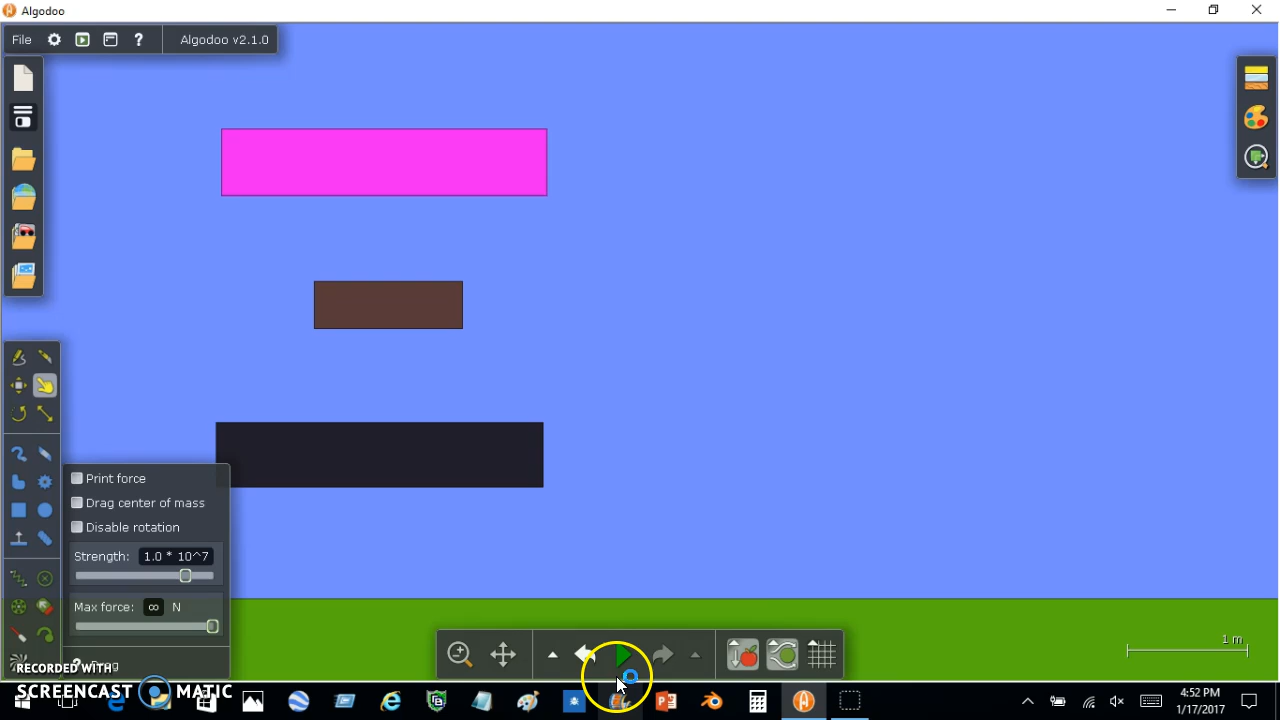 Algodoo
File
?
Algodoo v2.1.0
Print force
Drag center of mass
Disable rotation
Strength: 1.0 * 10^7
Max force: ∞ N
? Drag
1 m
RECORDED WITH
SCREENCAST MATIC
4:52 PM
1/17/2017